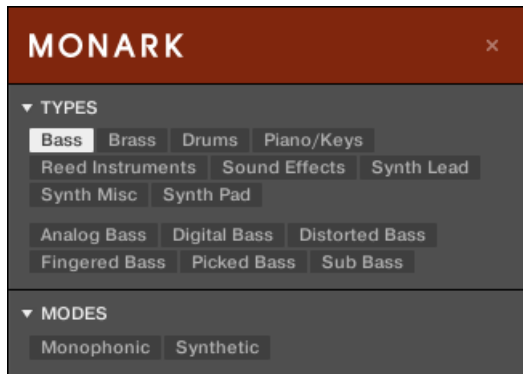 MONARK ×
TYPES
Bass Brass Drums Piano/Keys
Reed Instruments Sound Effects Synth Lead
Synth Misc Synth Pad
Analog Bass Digital Bass Distorted Bass
Fingered Bass Picked Bass Sub Bass
MODES
Monophonic Synthetic